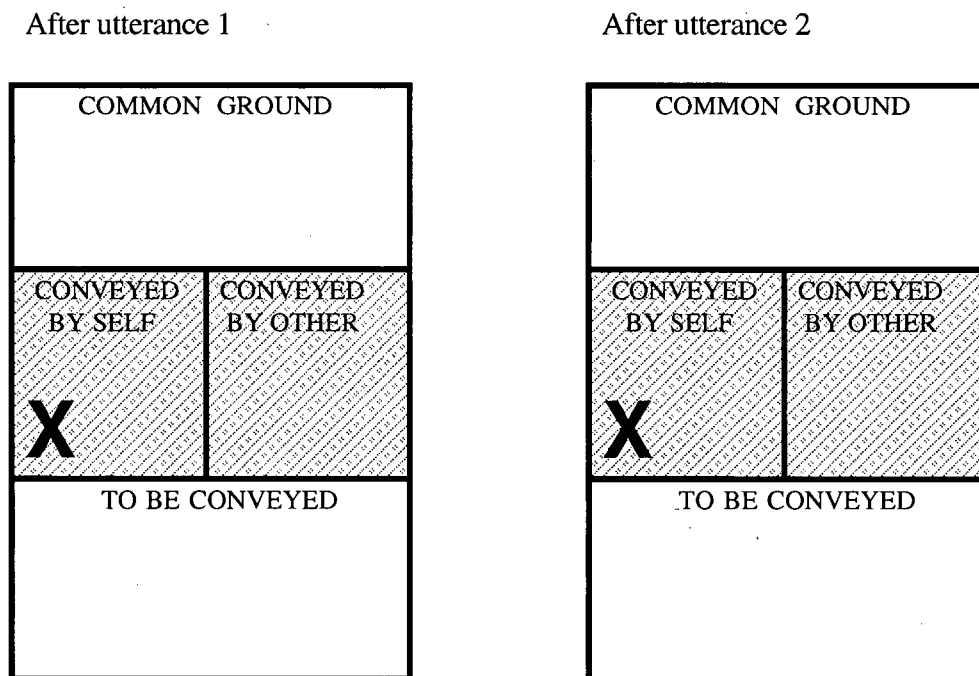 After utterance 1
COMMON GROUND
CONVEYED BY SELF
CONVEYED BY OTHER
X
TO BE CONVEYED
After utterance 2
COMMON GROUND
CONVEYED BY SELF
CONVEYED BY OTHER
X
TO BE CONVEYED